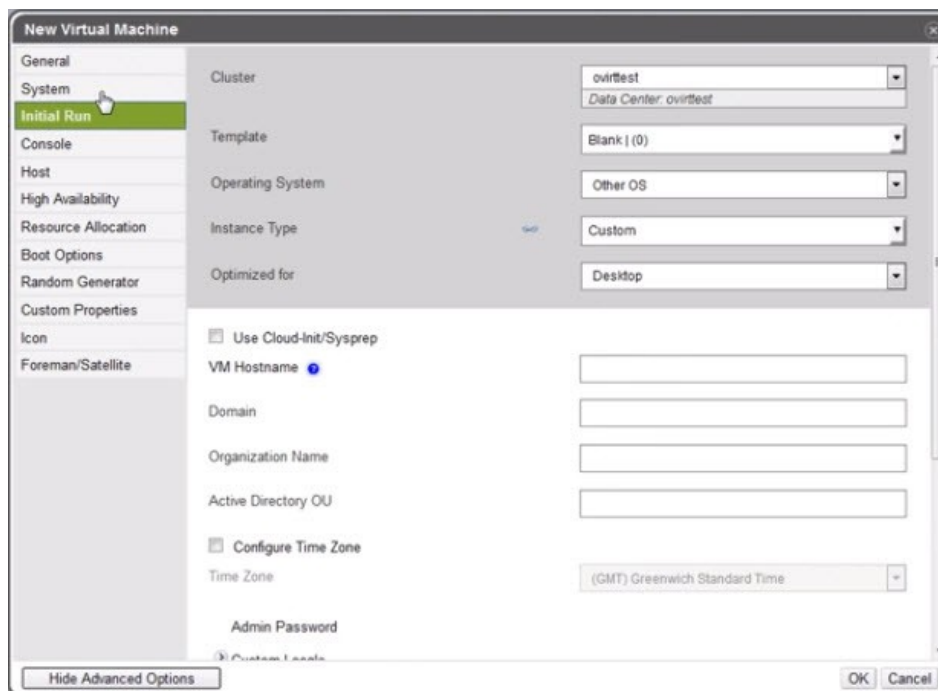 New Virtual Machine
General
System
Initial Run
Console
Host
High Availability
Resource Allocation
Boot Options
Random Generator
Custom Properties
Icon
Foreman/Satellite
Cluster
ovirttest
Data Center: ovirttest
Template
Blank | (0)
Operating System
Other OS
Instance Type
Custom
Optimized for
Desktop
Use Cloud-Init/Sysprep
VM Hostname
Domain
Organization Name
Active Directory OU
Configure Time Zone
Time Zone
(GMT) Greenwich Standard Time
Admin Password
Custom Locale
Hide Advanced Options
OK
Cancel